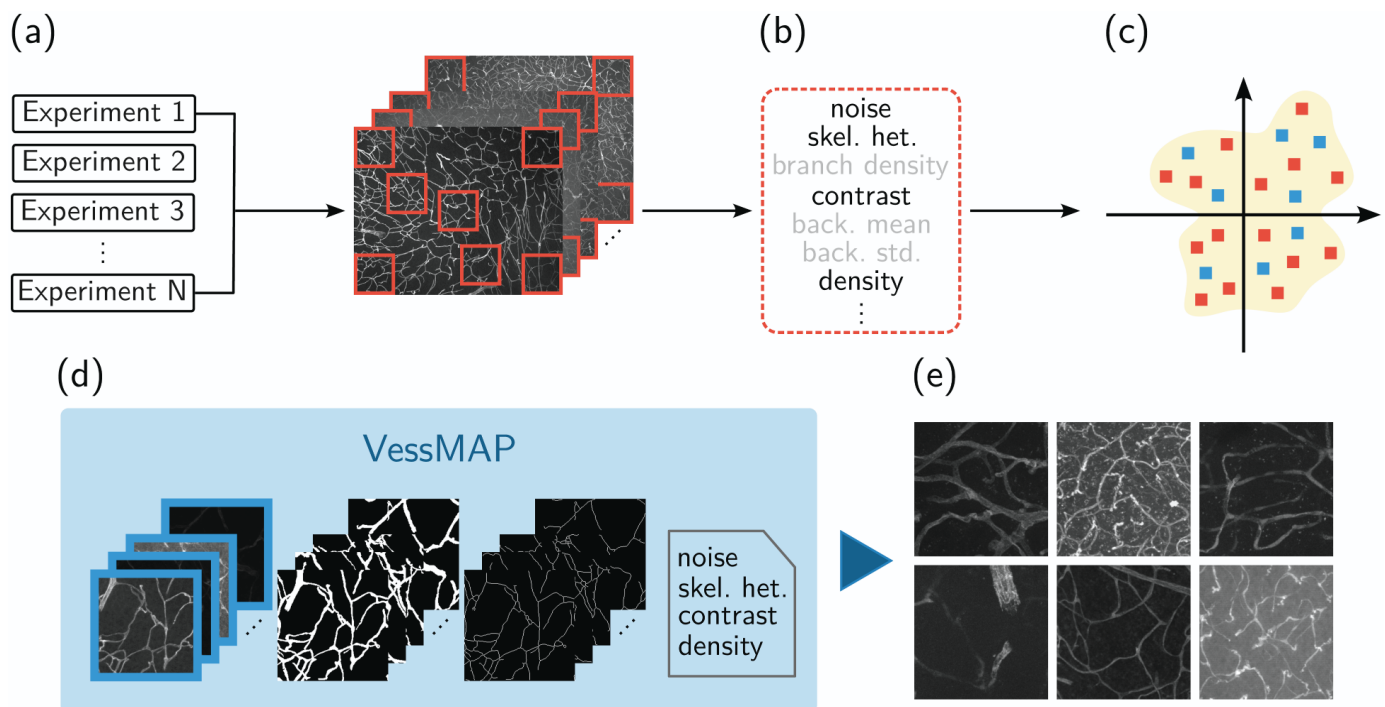 (a)
Experiment 1
Experiment 2
Experiment 3
⋮
Experiment N
⋮
(b)
noise
skel. het.
branch density
contrast
back. mean
back. std.
density
⋮
(c)
(d)
VessMAP
⋮
⋮
⋮
noise
skel. het.
contrast
density
(e)